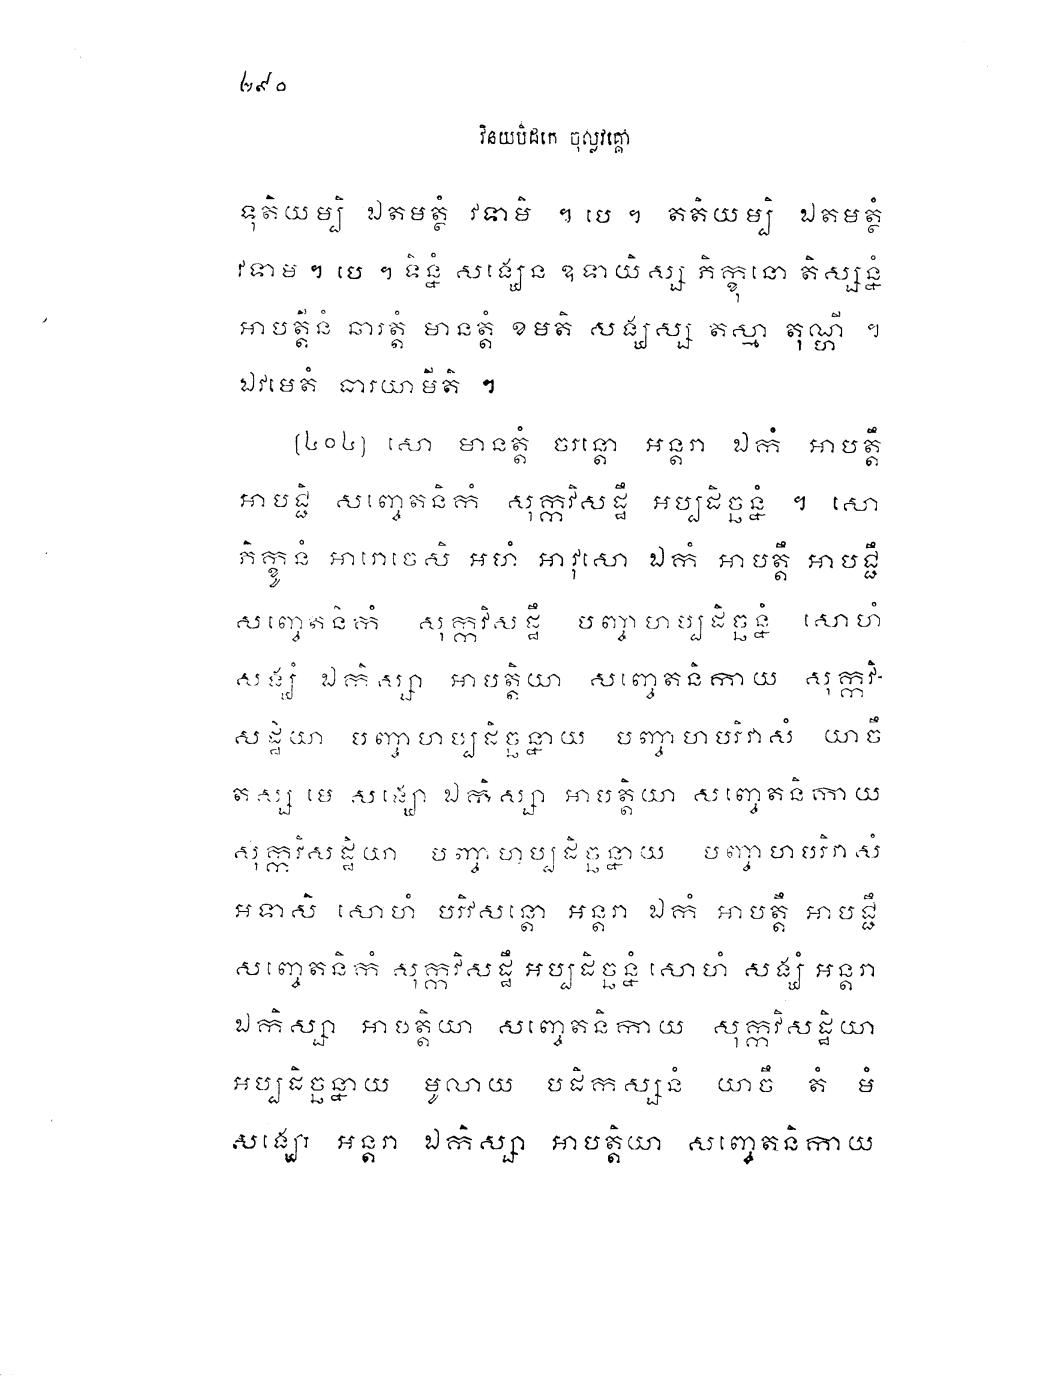 ២៩០
វិនយបិដកេ ចុល្លវគ្គោ
ទុតិយម្បិ ឯតមត្ថំ វទាមិ ។ បេ ។ តតិយម្បិ ឯតមត្ថំ
វទាមិ ។ បេ ។ ទិន្នំ សង្ឃេន ឧទាយិស្ស ភិក្ខុនោ តិស្សន្នំ
អាបត្តីនំ ឆារត្តំ មានត្តំ ខមតិ សង្ឃស្ស តស្មា តុណ្ហី ។
ឯវមេតំ ធារយាមីតិ ។
(៤០៤) សោ មានត្តំ ចរន្តោ អន្តរា ឯកំ អាបត្តឹ
អាបជ្ជិ សញ្ចេតនិកំ សុក្កវិសដ្ឋឹ អប្បដិច្ឆន្នំ ។ សោ
ភិក្ខូនំ អារោចេសិ អហំ អាវុសោ ឯកំ អាបត្តឹ អាបជ្ជឹ
សញ្ចេតនិកំ សុក្កវិសដ្ឋឹ បញ្ចាហប្បដិច្ឆន្នំ សោហំ
សង្ឃំ ឯកិស្សា អាបត្តិយា សញ្ចេតនិកាយ សុក្កវិ-
សដ្ឋិយា បញ្ចាហប្បដិច្ឆន្នាយ បញ្ចាហបរិវាសំ យាចឹ
តស្ស មេ សង្ឃោ ឯកិស្សា អាបត្តិយា សញ្ចេតនិកាយ
សុក្កវិសដ្ឋិយា បញ្ចាហប្បដិច្ឆន្នាយ បញ្ចាហបរិវាសំ
អទាសិ សោហំ បរិវសន្តោ អន្តរា ឯកំ អាបត្តឹ អាបជ្ជឹ
សញ្ចេតនិកំ សុក្កវិសដ្ឋឹ អប្បដិច្ឆន្នំ សោហំ សង្ឃំ អន្តរា
ឯកិស្សា អាបត្តិយា សញ្ចេតនិកាយ សុក្កវិសដ្ឋិយា
អប្បដិច្ឆន្នាយ មូលាយ បដិកស្សនំ យាចឹ តំ មំ
សង្ឃោ អន្តរា ឯកិស្សា អាបត្តិយា សញ្ចេតនិកាយ